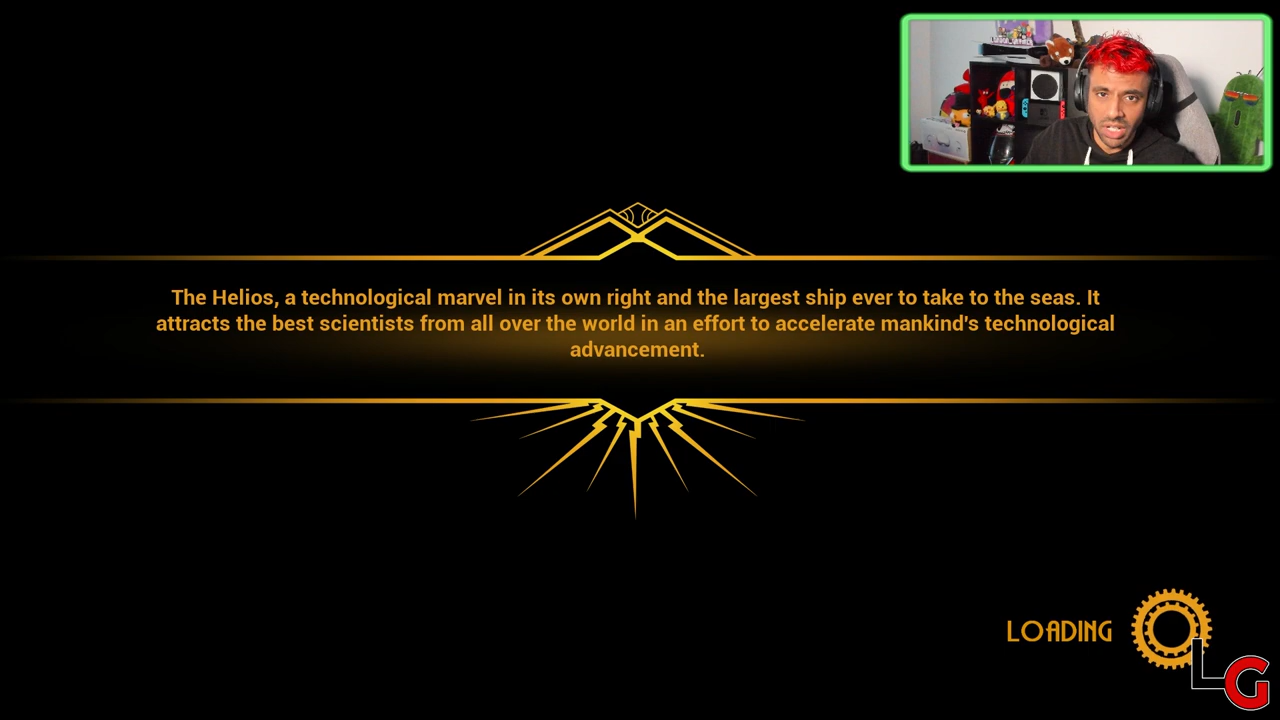 The Helios, a technological marvel in its own right and the largest ship ever to take to the seas. It
attracts the best scientists from all over the world in an effort to accelerate mankind's technological
advancement.
LOADING
LG